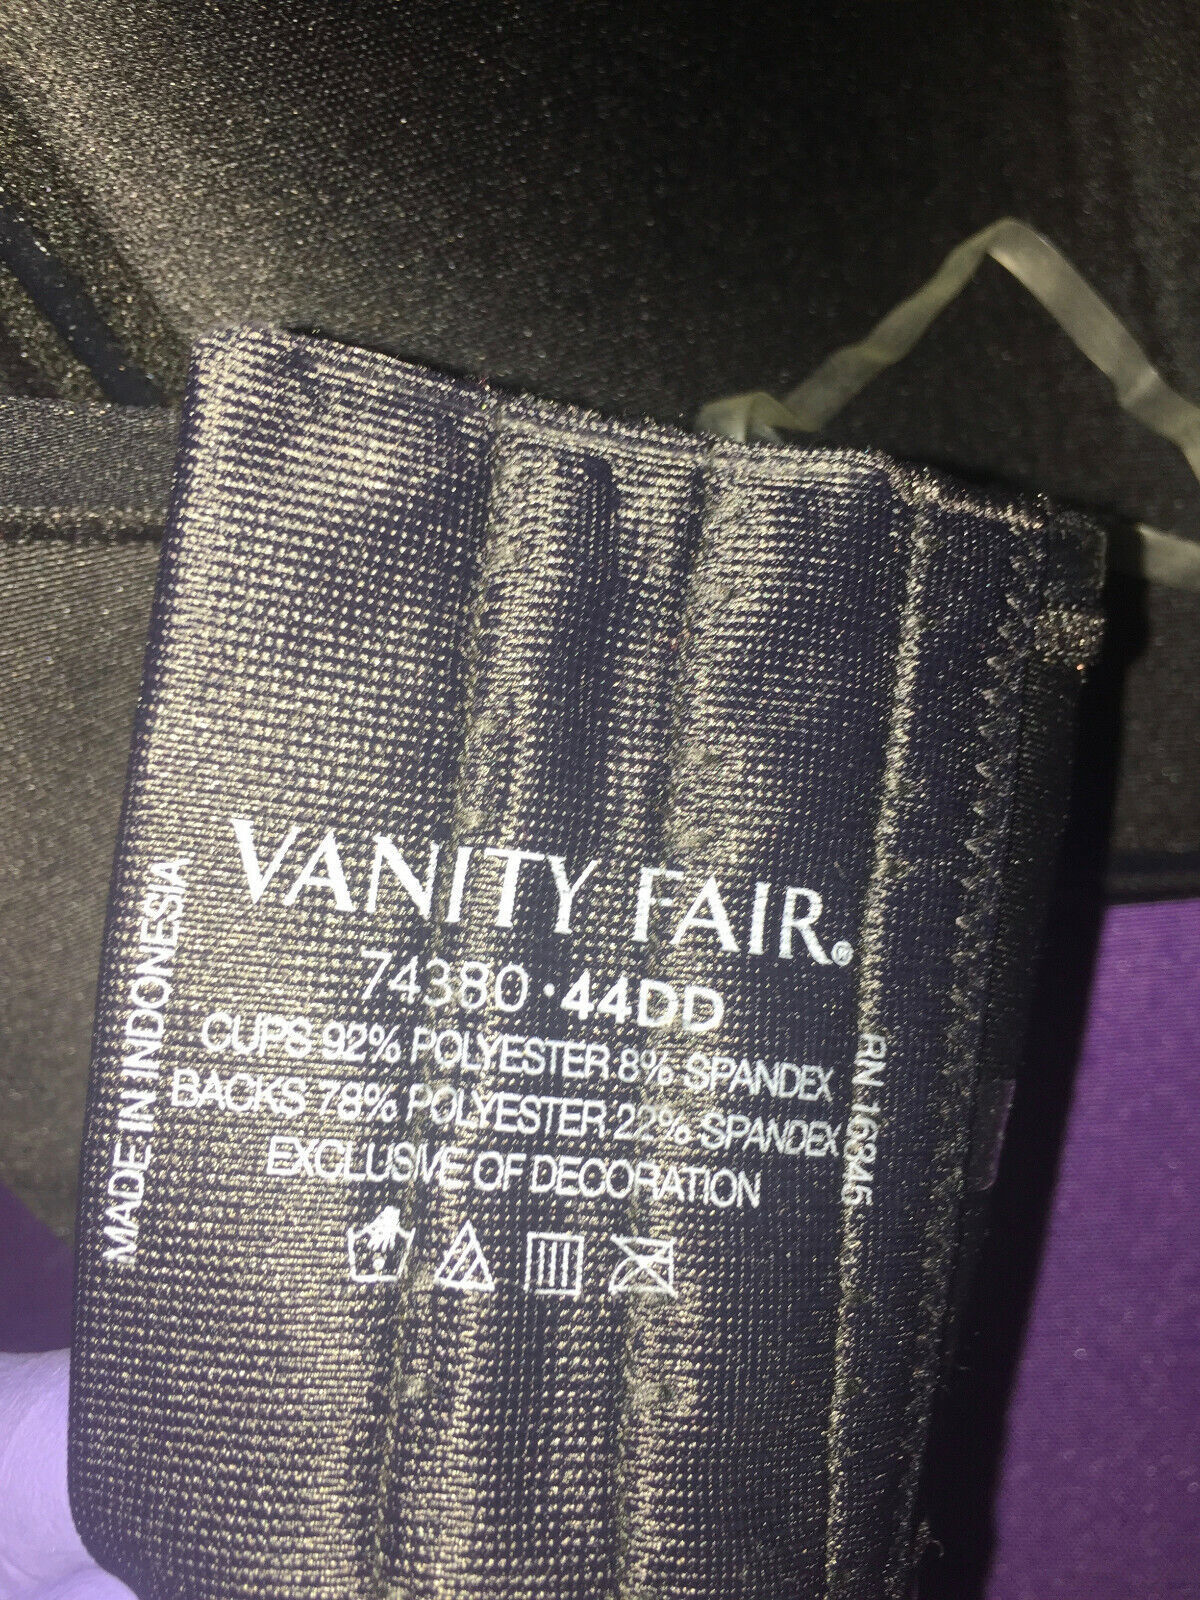 VANITY FAIR®
74380 · 44DD
CUPS 92% POLYESTER 8% SPANDEX
BACKS 78% POLYESTER 22% SPANDEX
EXCLUSIVE OF DECORATION
MADE IN INDONESIA
RN 163346